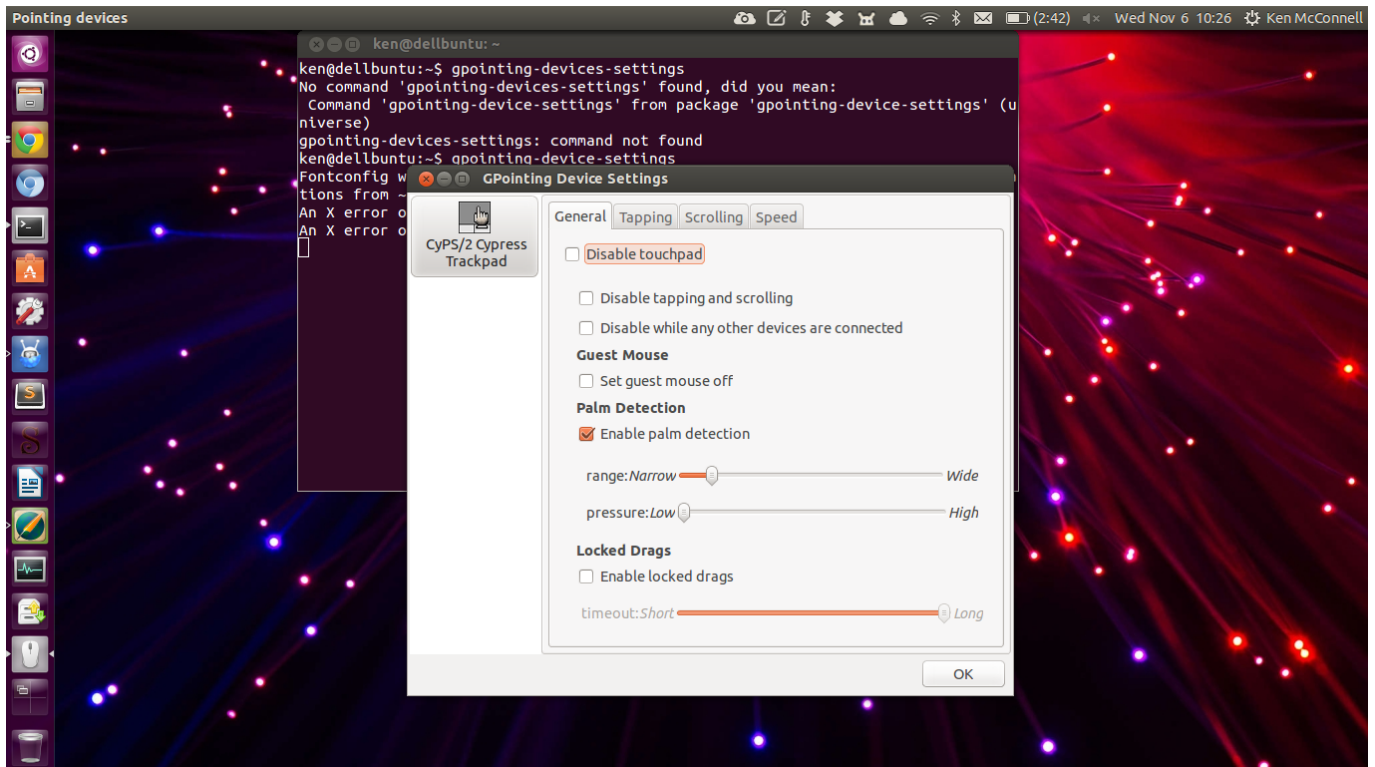 Pointing devices
(2:42)
Wed Nov 6 10:26
Ken McConnell
ken@dellbuntu: ~
ken@dellbuntu:~$ gpointing-devices-settings
No command 'gpointing-devices-settings' found, did you mean:
Command 'gpointing-device-settings' from package 'gpointing-device-settings' (u
niverse)
gpointing-devices-settings: command not found
ken@dellbuntu:~$ gpointing-device-settings
Fontconfig
tions from ~
An X error
An X error
GPointing Device Settings
CyPS/2 Cypress
Trackpad
General Tapping Scrolling Speed
Disable touchpad
Disable tapping and scrolling
Disable while any other devices are connected
Guest Mouse
Set guest mouse off
Palm Detection
Enable palm detection
range: Narrow Wide
pressure: Low High
Locked Drags
Enable locked drags
timeout: Short Long
OK